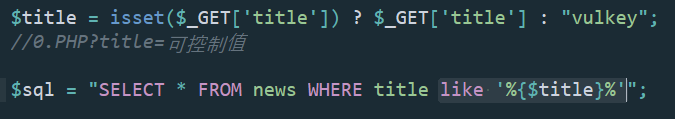 $title = isset($_GET['title']) ? $_GET['title'] : "vulkey";
//0.PHP?title=可控制值
$sql = "SELECT * FROM news WHERE title like '%{$title}%'";